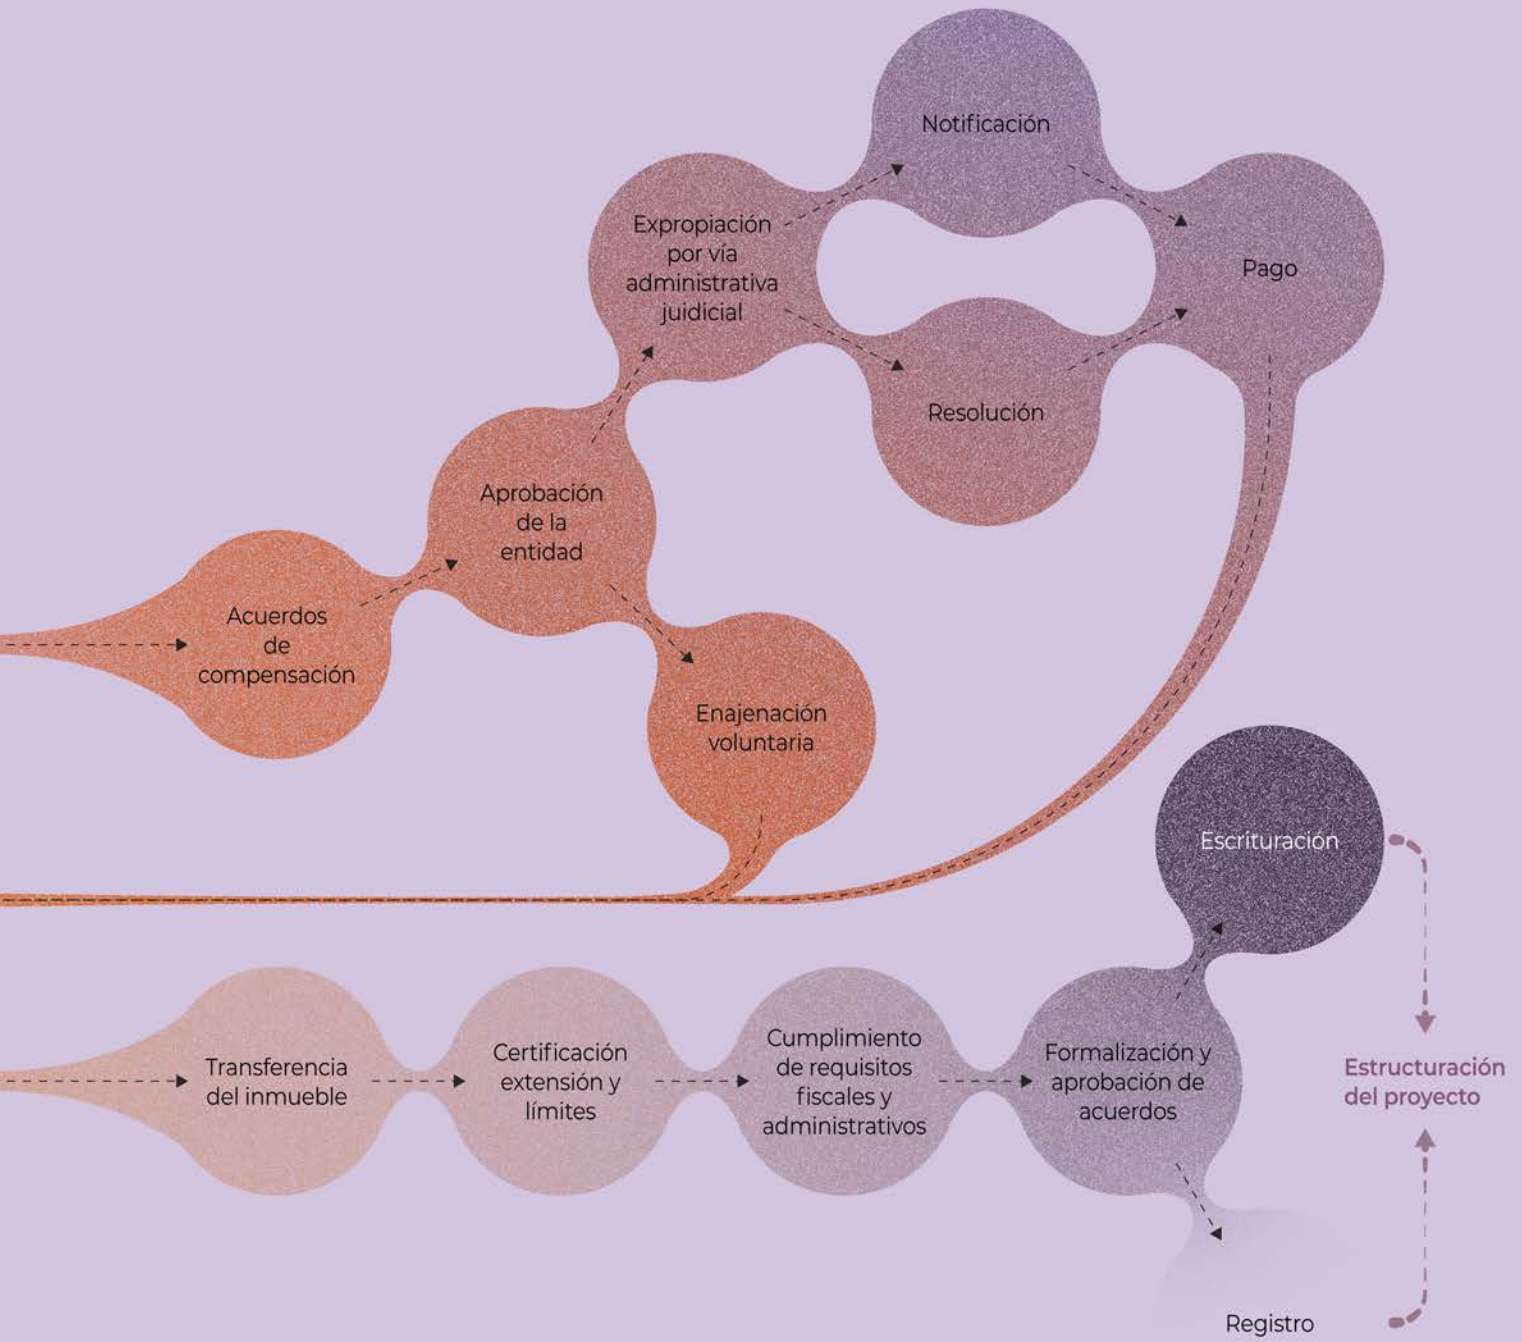 Notificación
Expropiación
por vía
administrativa
juidicial
Pago
Resolución
Aprobación
de la
entidad
Acuerdos
de
compensación
Enajenación
voluntaria
Escrituración
Transferencia
del inmueble
Certificación
extensión y
límites
Cumplimiento
de requisitos
fiscales y
administrativos
Formalización y
aprobación de
acuerdos
Estructuración
del proyecto
Registro